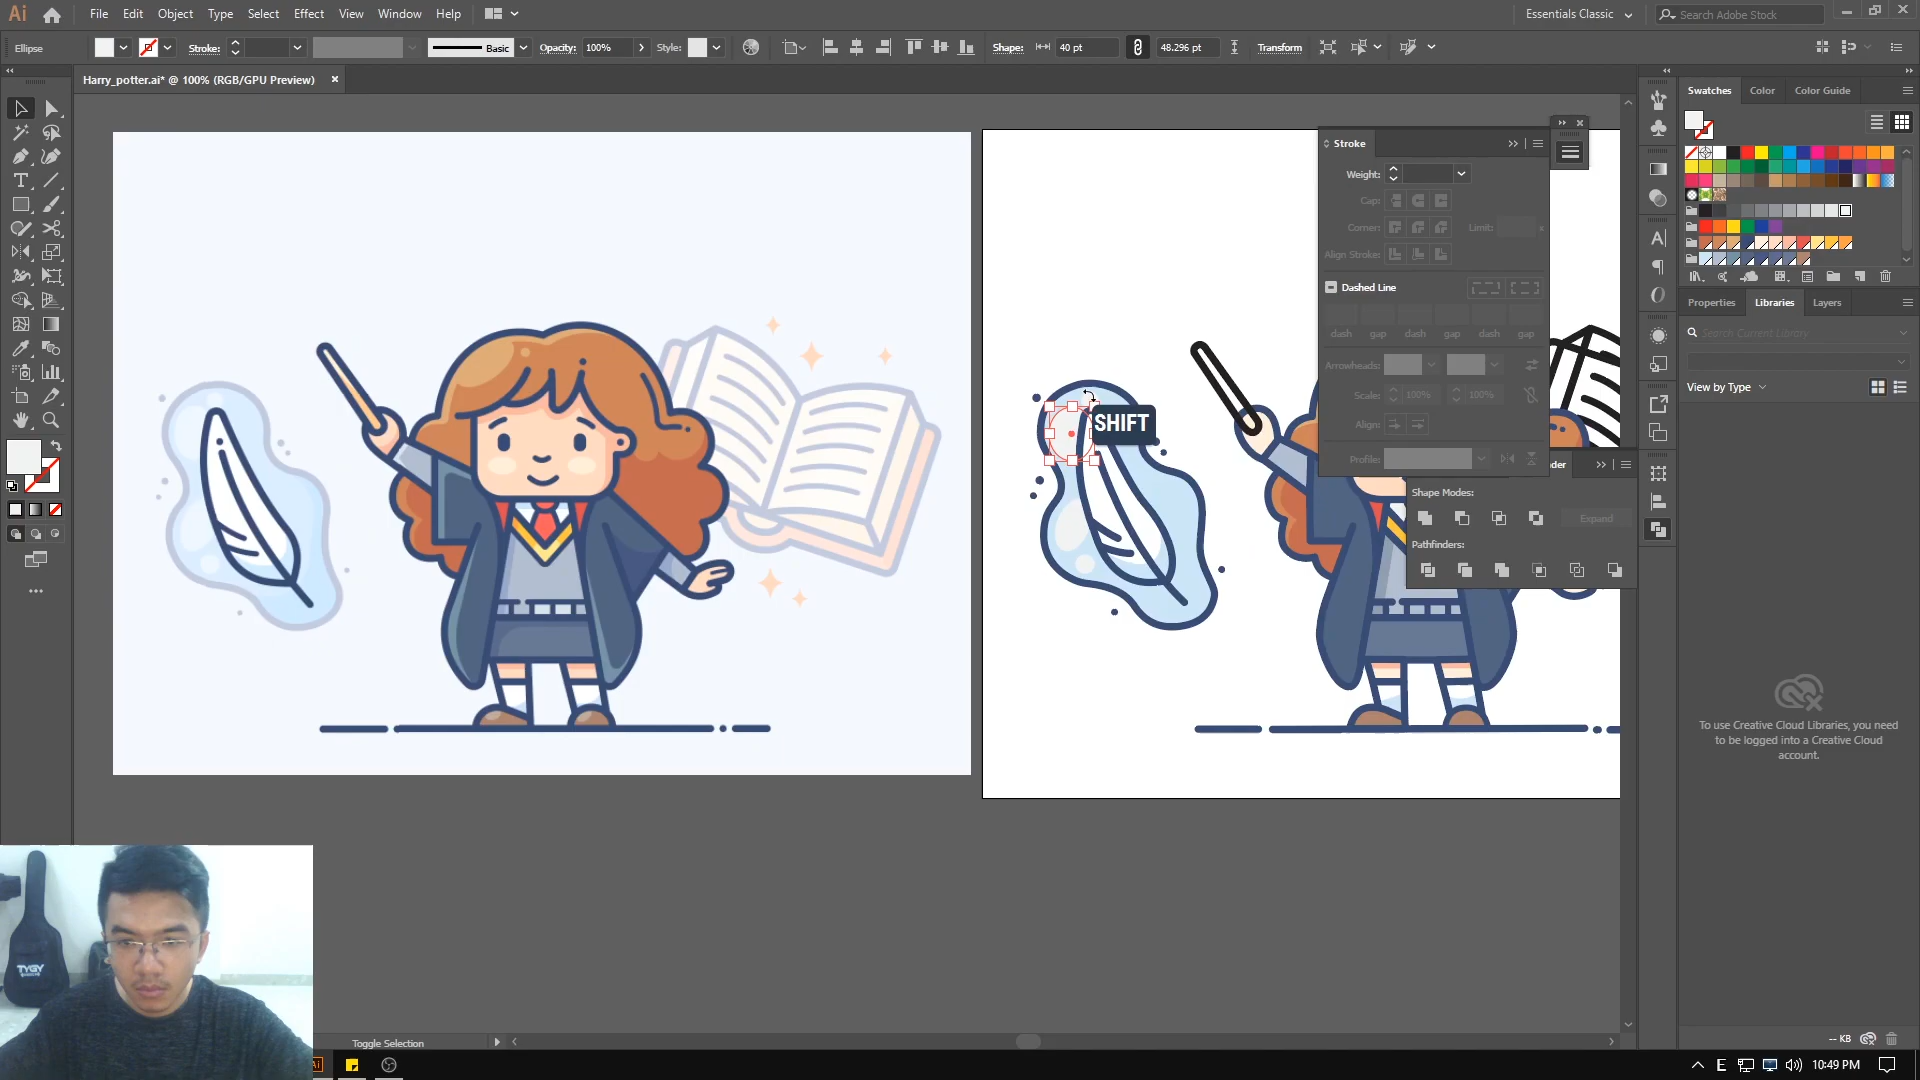 Ai File Edit Object Type Select Effect View Window Help Essentials Classic Search Adobe Stock
Ellipse Stroke: Basic Opacity: 100% Style: Shape: 40 pt 48.296 pt Transform
Harry_potter.ai* @ 100% (RGB/GPU Preview)
Swatches Color Color Guide
Stroke
Weight:
Cap:
Corner: Limit: x
Align Stroke:
Dashed Line
dash gap dash gap dash gap
Arrowheads:
Scale: 100% 100%
Align:
Profile:
SHIFT
Shape Modes:
Expand
Pathfinders:
Properties Libraries Layers
Search Current Library
View by Type
To use Creative Cloud Libraries, you need
to be logged into a Creative Cloud
account.
-- KB
TYGY
Toggle Selection
E 10:49 PM